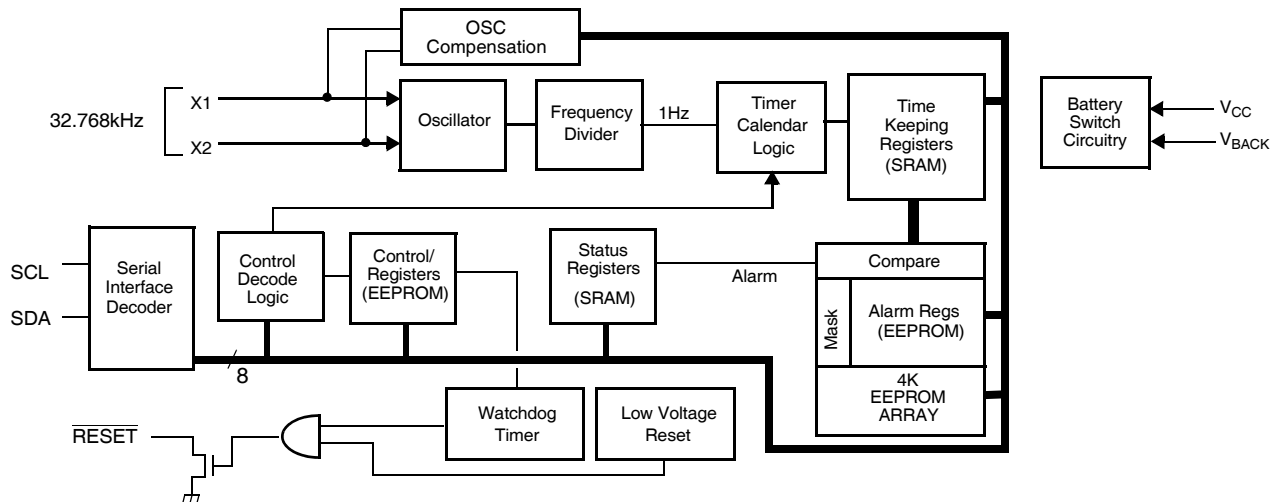 OSC
Compensation
32.768kHz
X1
X2
Oscillator
Frequency
Divider
1Hz
Timer
Calendar
Logic
Time
Keeping
Registers
(SRAM)
Battery
Switch
Circuitry
VCC
VBACK
SCL
SDA
Serial
Interface
Decoder
Control
Decode
Logic
Control/
Registers
(EEPROM)
Status
Registers
(SRAM)
Alarm
Compare
Mask
Alarm Regs
(EEPROM)
4K
EEPROM
ARRAY
8
RESET
Watchdog
Timer
Low Voltage
Reset